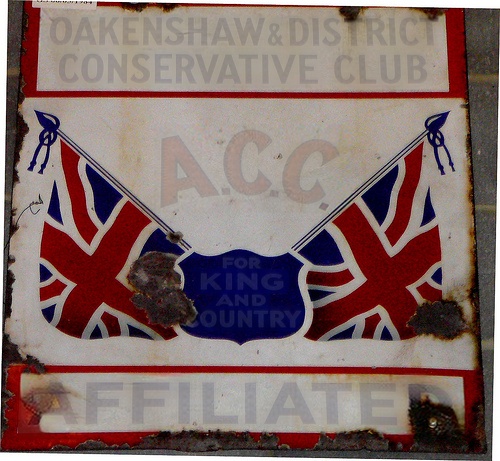 OAKENSHAW & DISTRICT
CONSERVATIVE CLUB
A.C.C.
FOR
KING
AND
COUNTRY
AFFILIATED